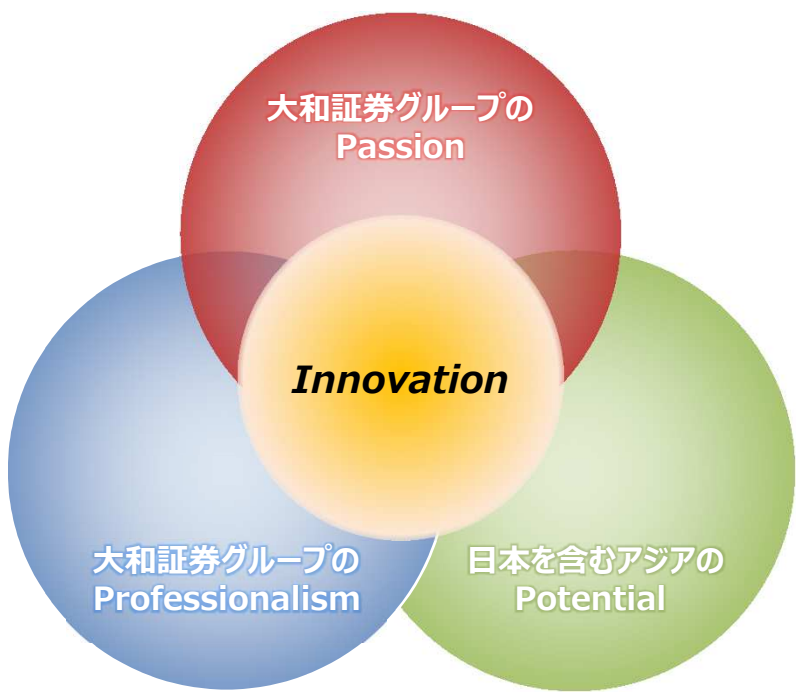 大和証券グループの
Passion
Innovation
大和証券グループの
Professionalism
日本を含むアジアの
Potential